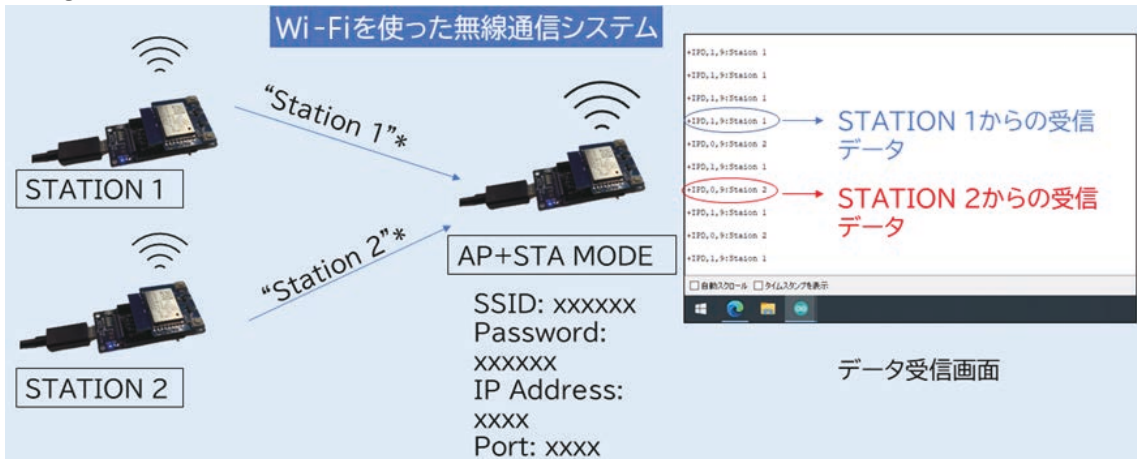 Wi-Fiを使った無線通信システム
"Station 1"*
STATION 1
"Station 2"*
STATION 2
AP+STA MODE
SSID: xxxxxx
Password:
xxxxxx
IP Address:
xxxx
Port: xxxx
+IPD,1,9:Staion 1
+IPD,1,9:Staion 1
+IPD,1,9:Staion 1
+IPD,1,9:Staion 1
+IPD,0,9:Staion 2
+IPD,1,9:Staion 1
+IPD,0,9:Staion 2
+IPD,1,9:Staion 1
+IPD,0,9:Staion 2
+IPD,1,9:Staion 1
自動スクロール タイムスタンプを表示
STATION 1からの受信
データ
STATION 2からの受信
データ
データ受信画面